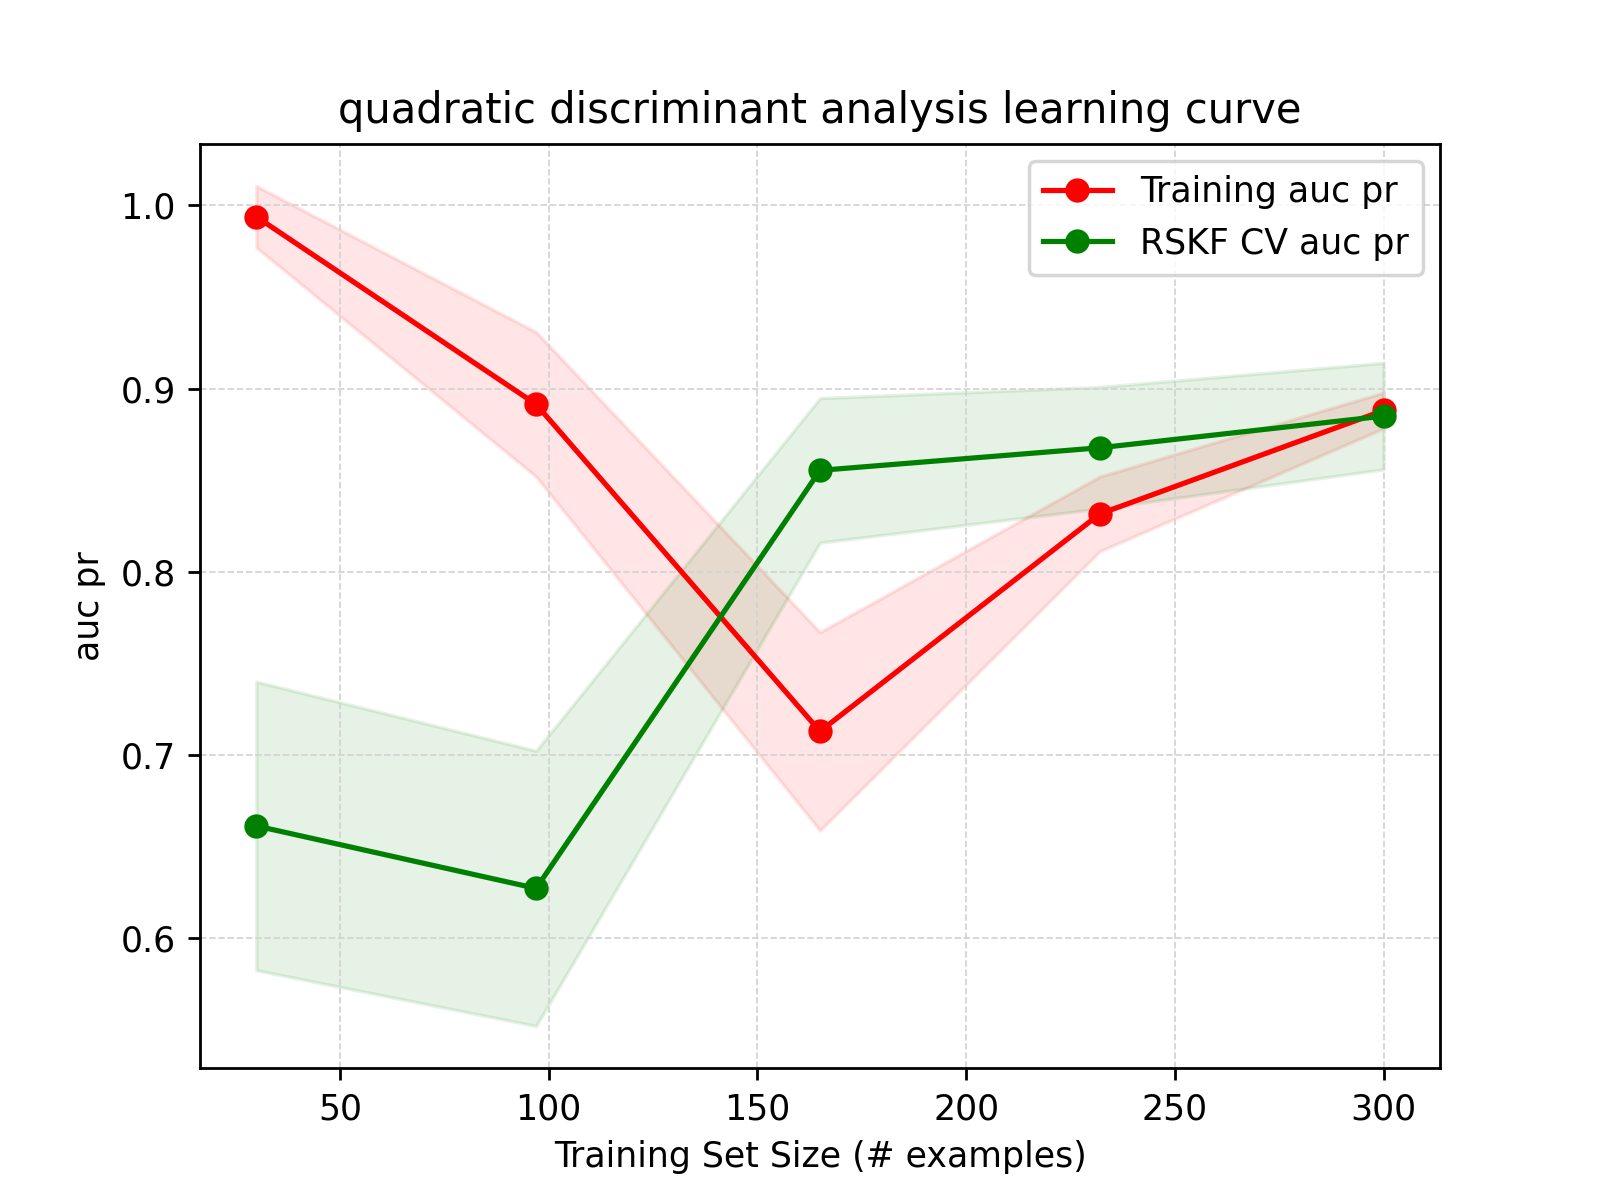 quadratic discriminant analysis learning curve
Training auc pr
RSKF CV auc pr
1.0
0.9
0.8
0.7
0.6
auc pr
50 100 150 200 250 300
Training Set Size (# examples)